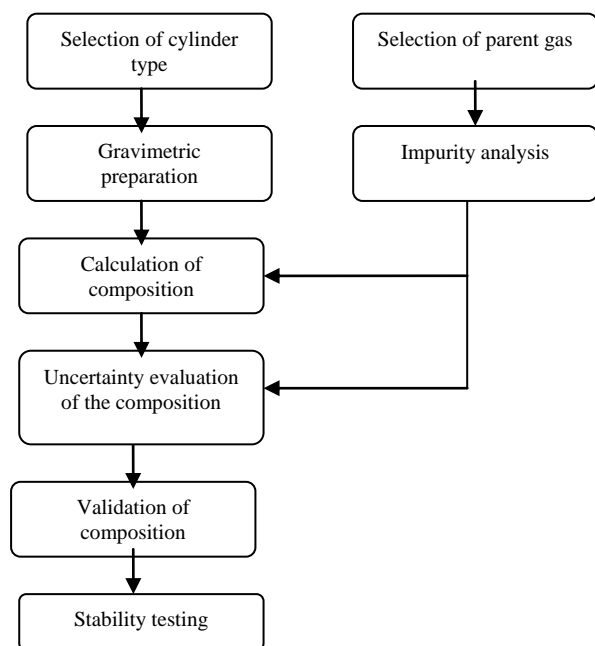 Selection of cylinder
type
Selection of parent gas
Gravimetric
preparation
Impurity analysis
Calculation of
composition
Uncertainty evaluation
of the composition
Validation of
composition
Stability testing